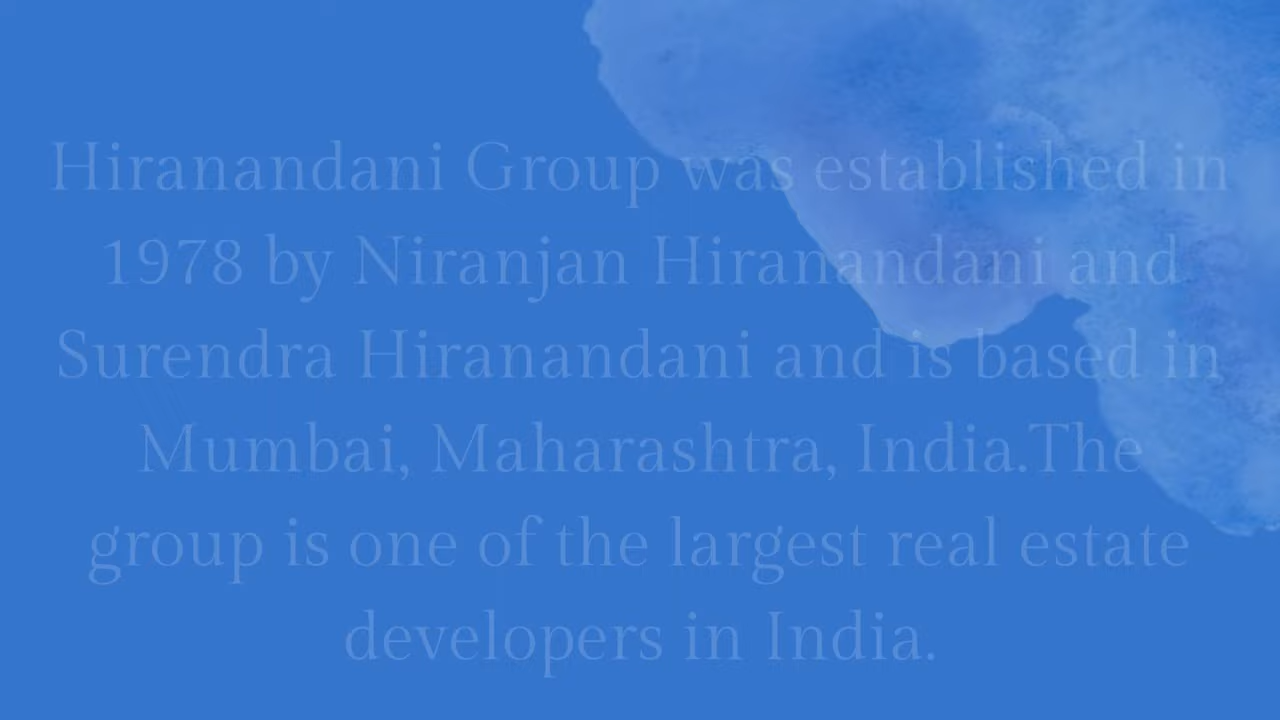 Hiranandani Group was established in
1978 by Niranjan Hiranandani and
Surendra Hiranandani and is based in
Mumbai, Maharashtra, India.The
group is one of the largest real estate
developers in India.